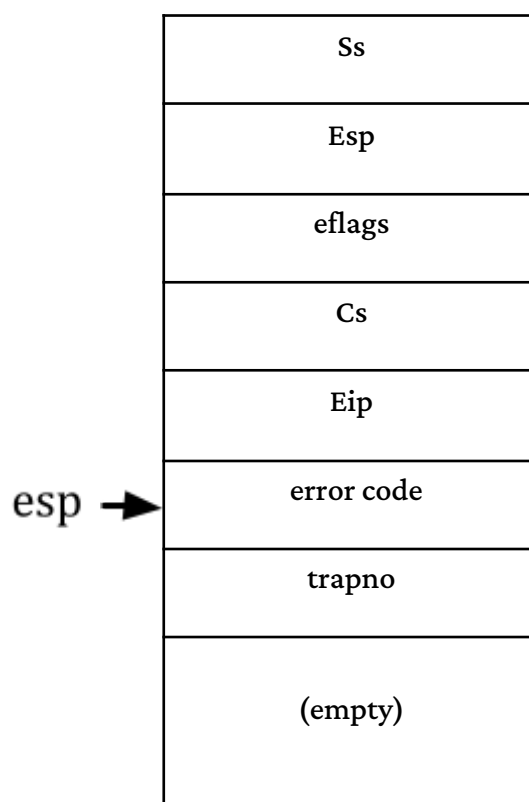 Ss
Esp
eflags
Cs
Eip
error code
esp
trapno
(empty)